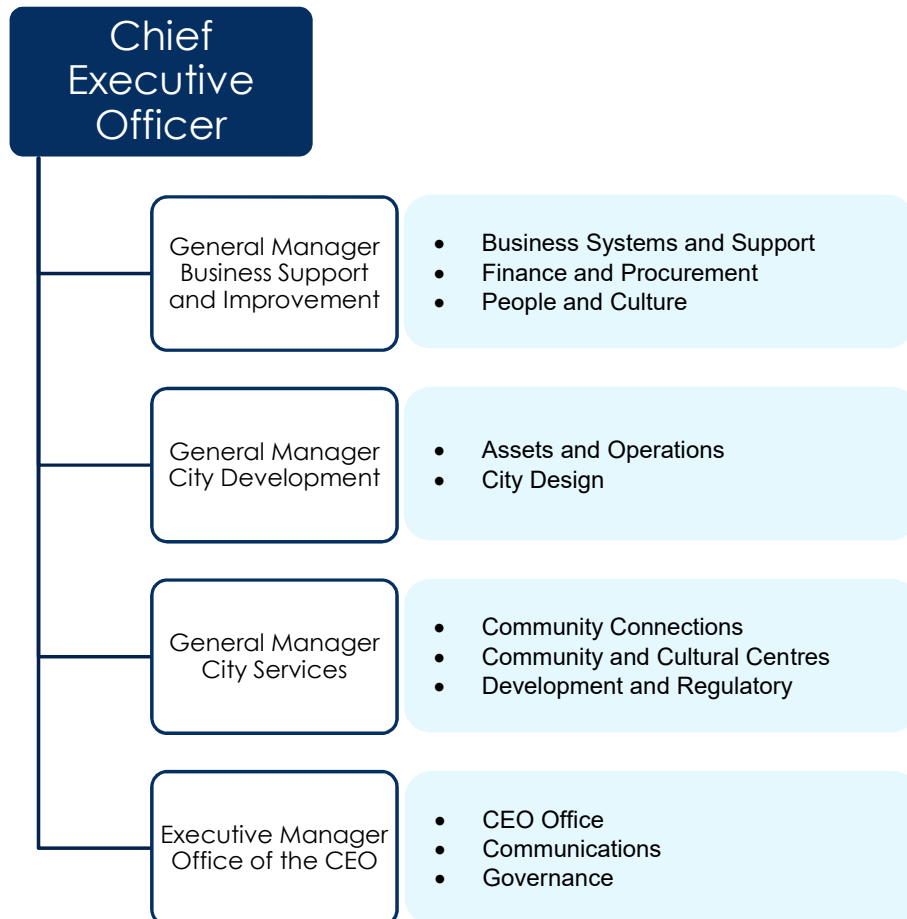 Chief
Executive
Officer
General Manager
Business Support
and Improvement
• Business Systems and Support
• Finance and Procurement
• People and Culture
General Manager
City Development
• Assets and Operations
• City Design
General Manager
City Services
• Community Connections
• Community and Cultural Centres
• Development and Regulatory
Executive Manager
Office of the CEO
• CEO Office
• Communications
• Governance